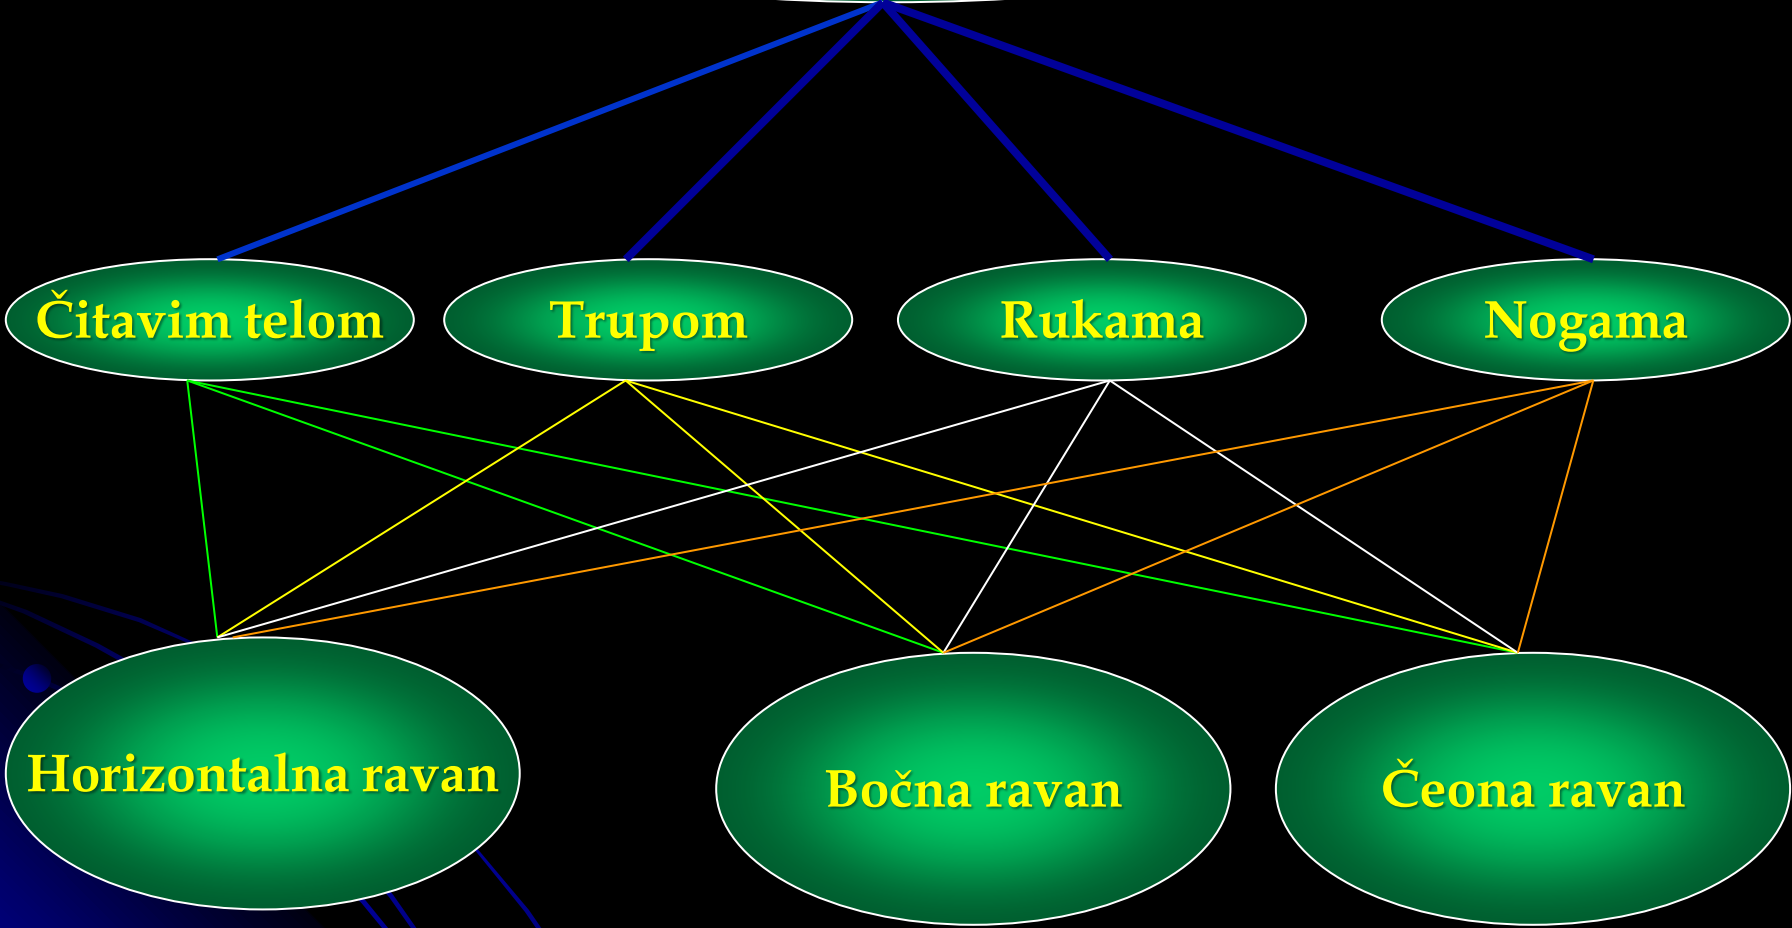 Čitavim telom
Trupom
Rukama
Nogama
Horizontalna ravan
Bočna ravan
Čeona ravan